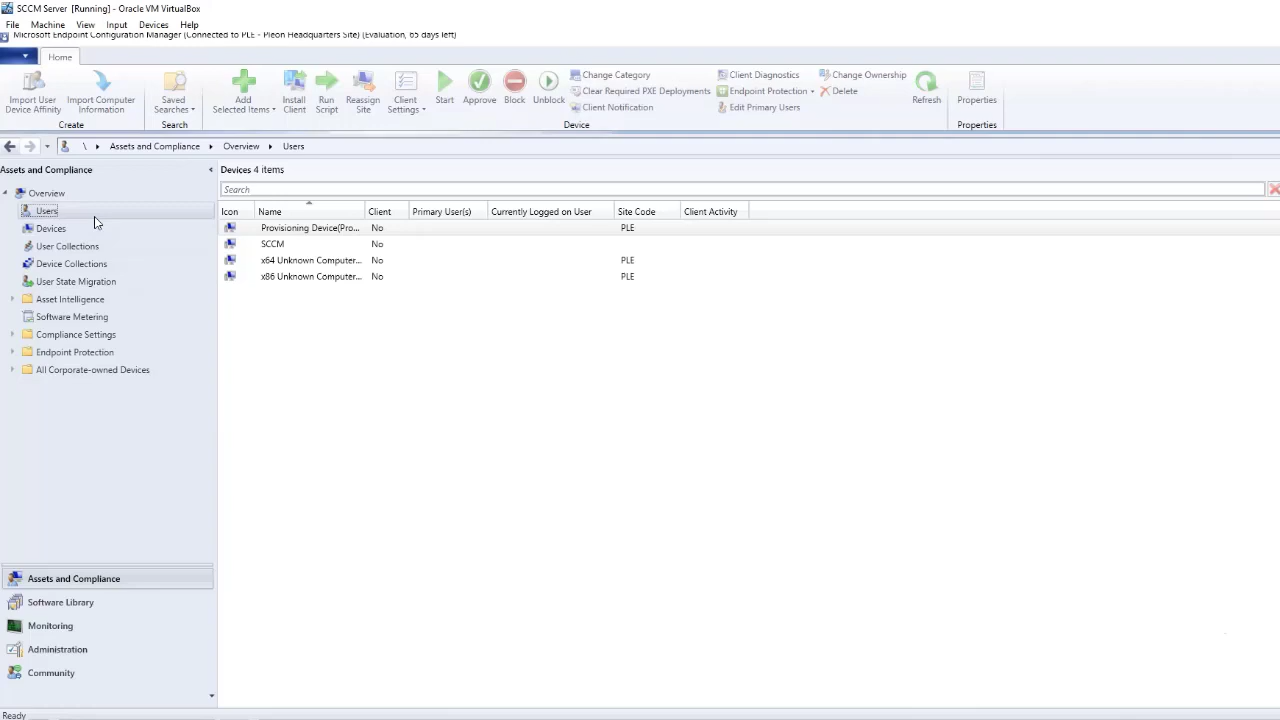 SCCM Server [Running] - Oracle VM VirtualBox
File Machine View Input Devices Help
Microsoft Endpoint Configuration Manager (Connected to PLE - Pleon Headquarters Site) (Evaluation, 65 days left)
Home
Import User Device Affinity
Import Computer Information
Create
Saved Searches
Search
Add Selected Items
Install Client
Run Script
Reassign Site
Client Settings
Start
Approve
Block
Unblock
Change Category
Clear Required PXE Deployments
Client Notification
Client Diagnostics
Endpoint Protection
Edit Primary Users
Change Ownership
Delete
Refresh
Device
Properties
Properties
\ Assets and Compliance Overview Users
Assets and Compliance
Overview
Users
Devices
User Collections
Device Collections
User State Migration
Asset Intelligence
Software Metering
Compliance Settings
Endpoint Protection
All Corporate-owned Devices
Assets and Compliance
Software Library
Monitoring
Administration
Community
Devices 4 items
Search
Icon Name Client Primary User(s) Currently Logged on User Site Code Client Activity
Provisioning Device(Pro... No PLE
SCCM No
x64 Unknown Computer... No PLE
x86 Unknown Computer... No PLE
Ready